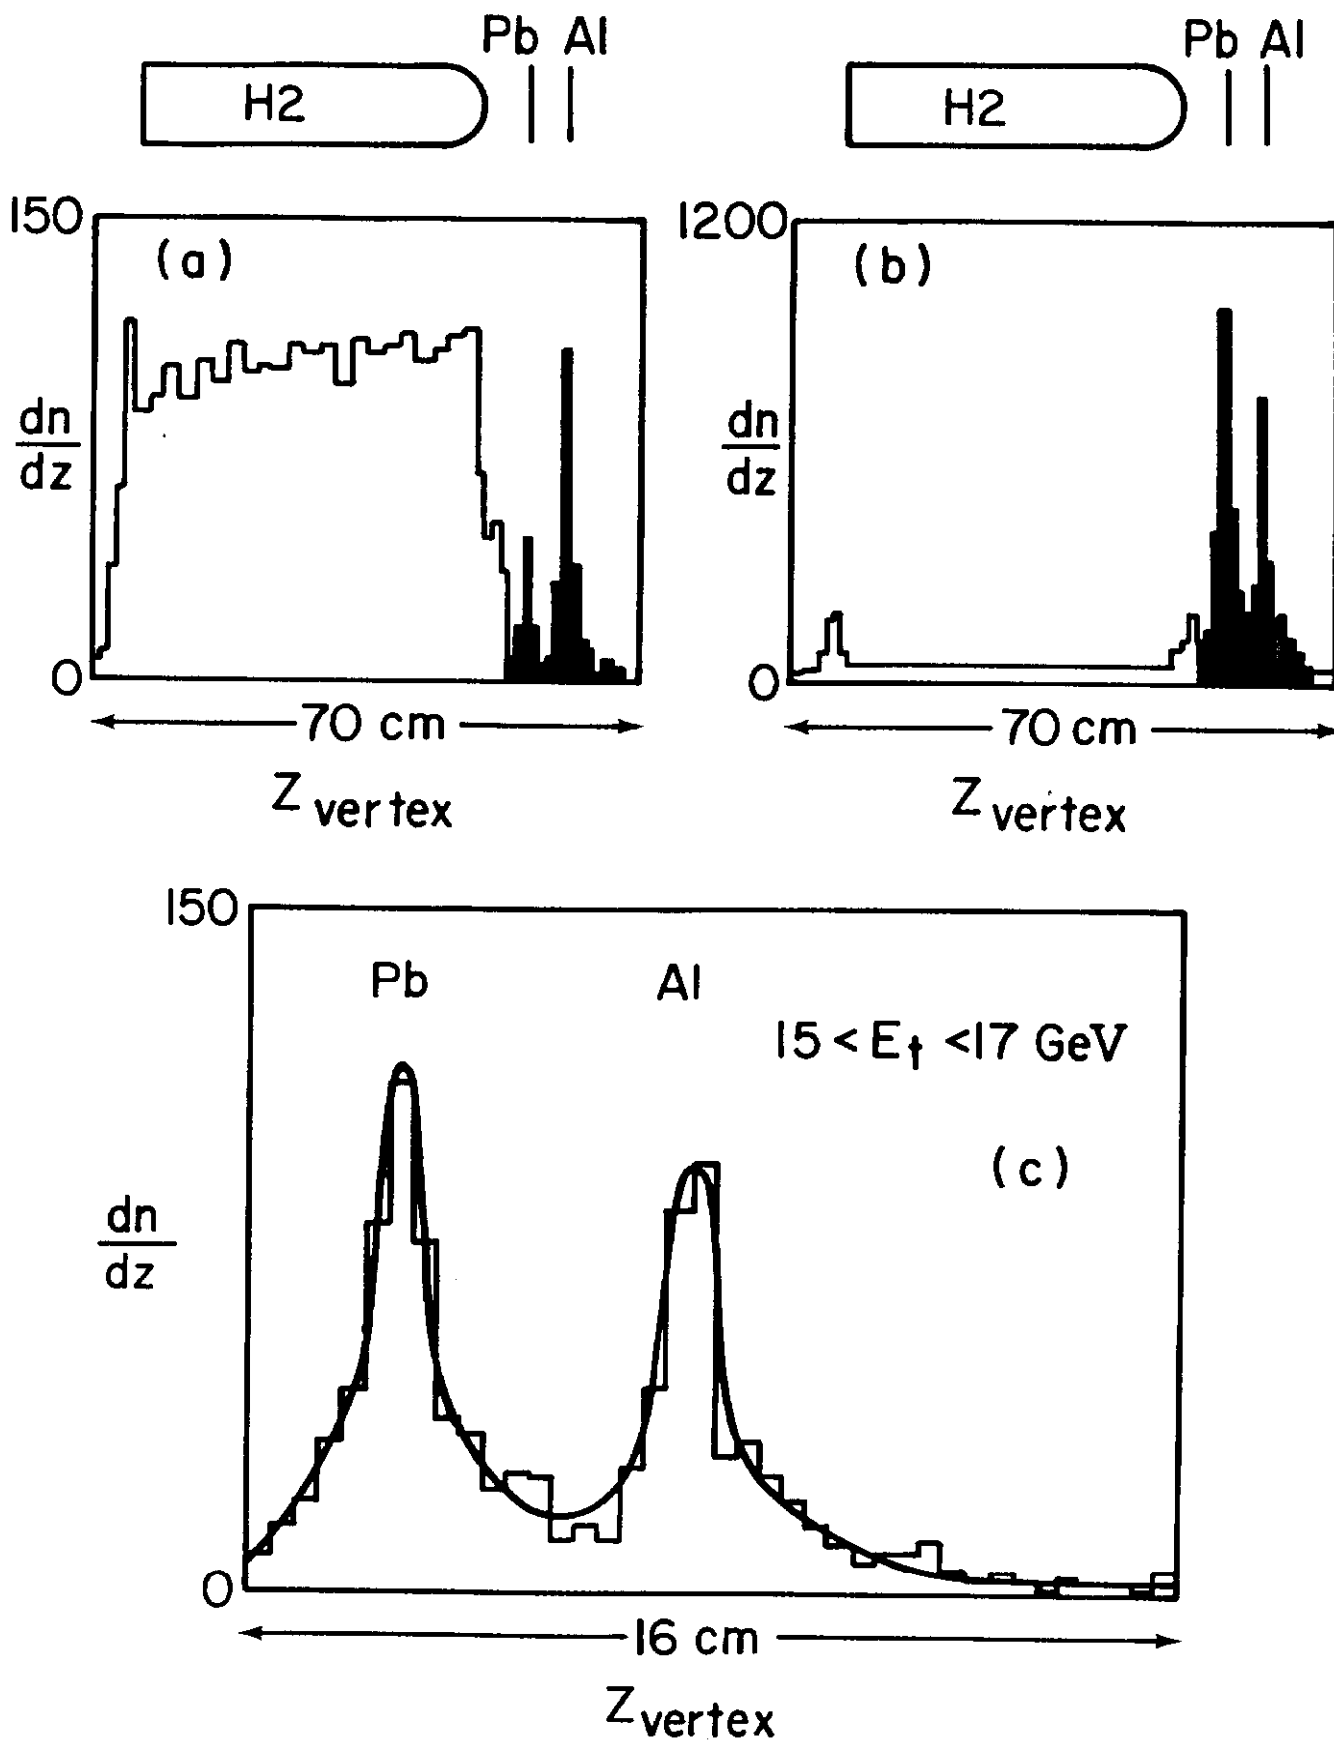 Pb Al
H2
Pb Al
H2
150
(a)
dn
dz
0
70 cm
Z vertex
1200
(b)
dn
dz
0
70 cm
Z vertex
150
Pb
Al
15 < Et < 17 GeV
(c)
dn
dz
0
16 cm
Z vertex